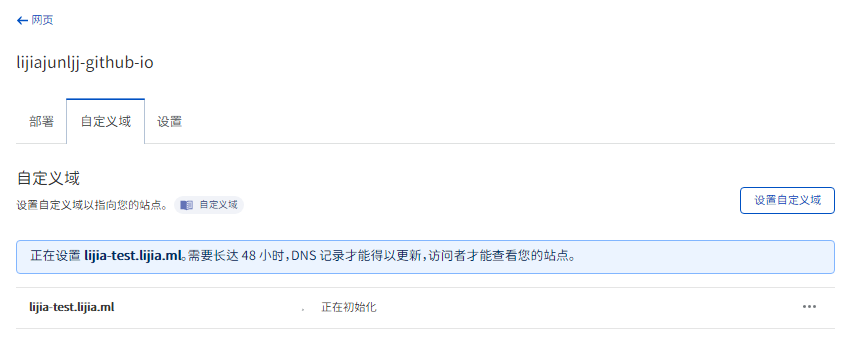 ← 网页
lijiajunljj-github-io
部署 自定义域 设置
自定义域
设置自定义域以指向您的站点。 自定义域
设置自定义域
正在设置 lijia-test.lijia.ml。需要长达 48 小时，DNS 记录才能得以更新，访问者才能查看您的站点。
lijia-test.lijia.ml 正在初始化 •••